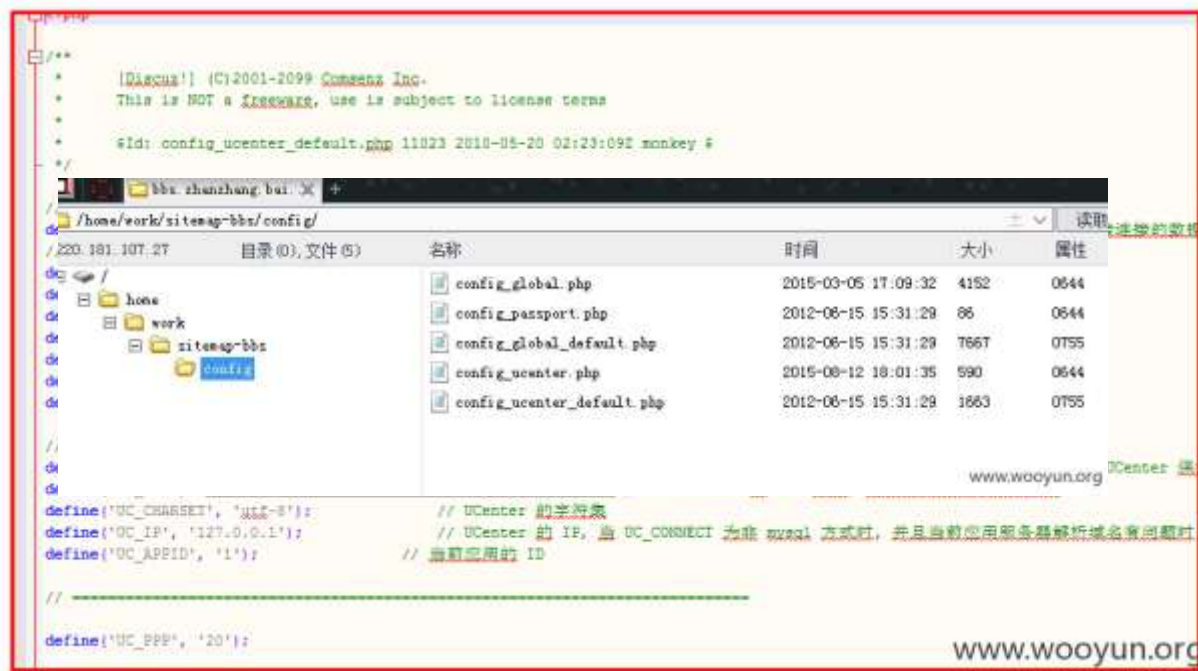 /**
* [Discuz!] (C)2001-2099 Comsenz Inc.
* This is NOT a freeware, use is subject to license terms
*
* $Id: config_ucenter_default.php 11023 2010-05-20 02:23:09Z monkey $
*/
bbs.zhanzhang.bai.
/home/work/sitemap-bbs/config/ 读取
220.181.107.27 目录(0),文件(5) 名称 时间 大小 属性
/
home
work
sitemap-bbs
config
config_global.php 2015-03-05 17:09:32 4152 0644
config_passport.php 2012-06-15 15:31:29 86 0644
config_global_default.php 2012-06-15 15:31:29 7667 0755
config_ucenter.php 2015-08-12 18:01:35 590 0644
config_ucenter_default.php 2012-06-15 15:31:29 1663 0755
www.wooyun.org
define('UC_CHARSET', 'utf-8'); // UCenter 的字符集
define('UC_IP', '127.0.0.1'); // UCenter 的 IP, 当 UC_CONNECT 为非 mysql 方式时, 并且当前应用服务器解析域名有问题时
define('UC_APPID', '1'); // 当前应用的 ID
// ============================================================================
define('UC_PPP', '20');
www.wooyun.org